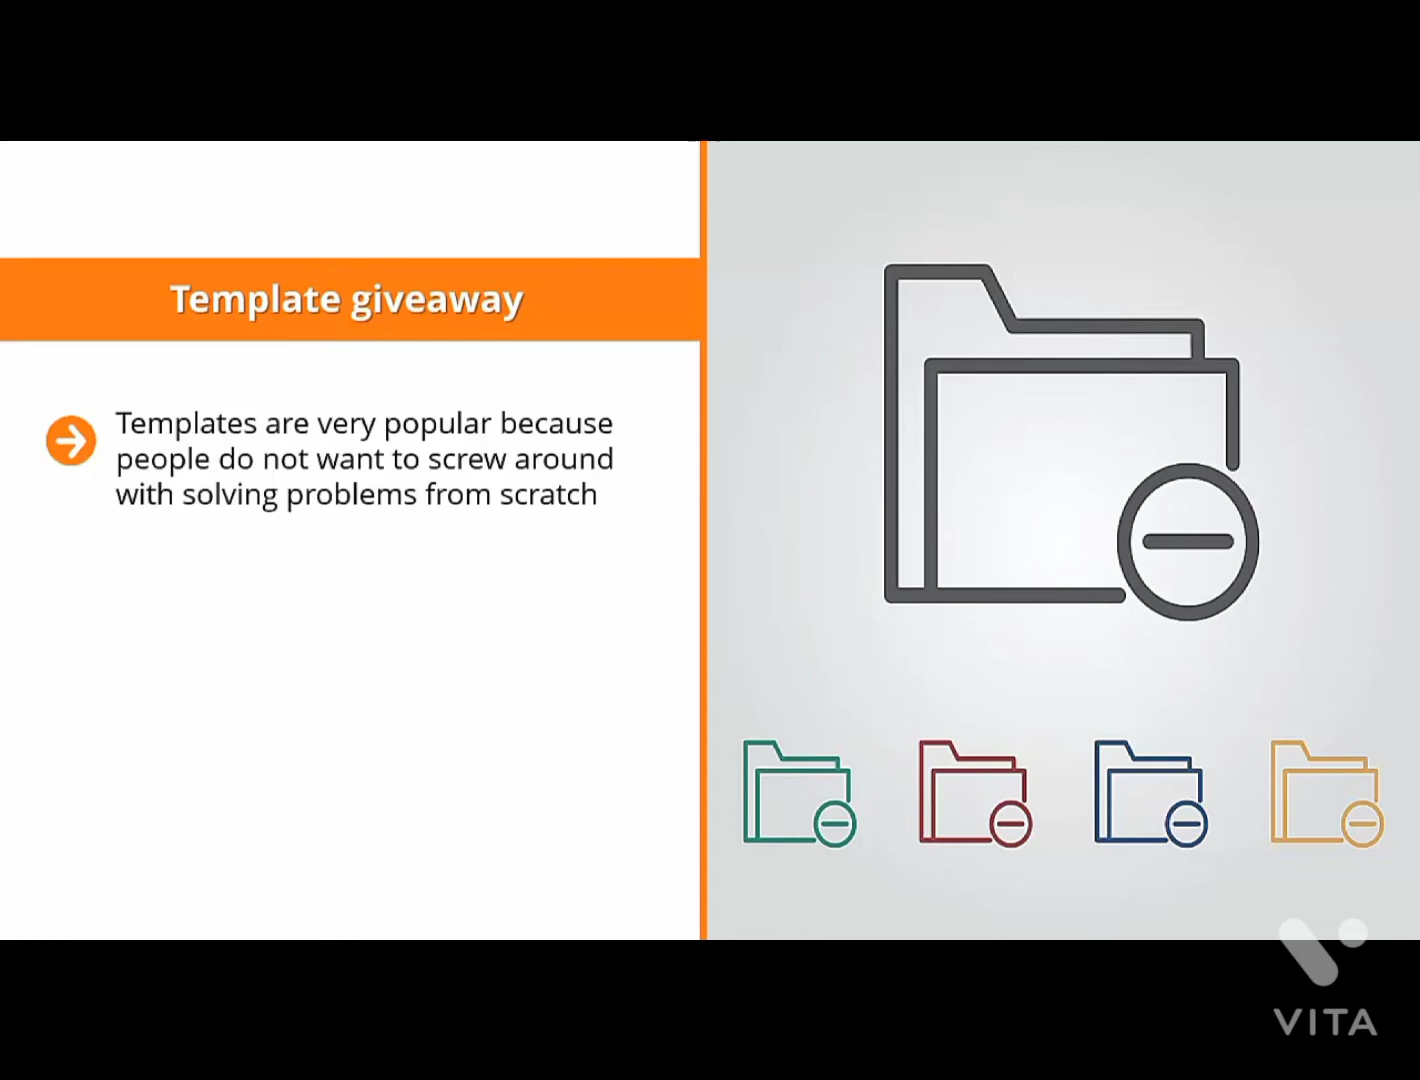 Template giveaway
Templates are very popular because
people do not want to screw around
with solving problems from scratch
VITA